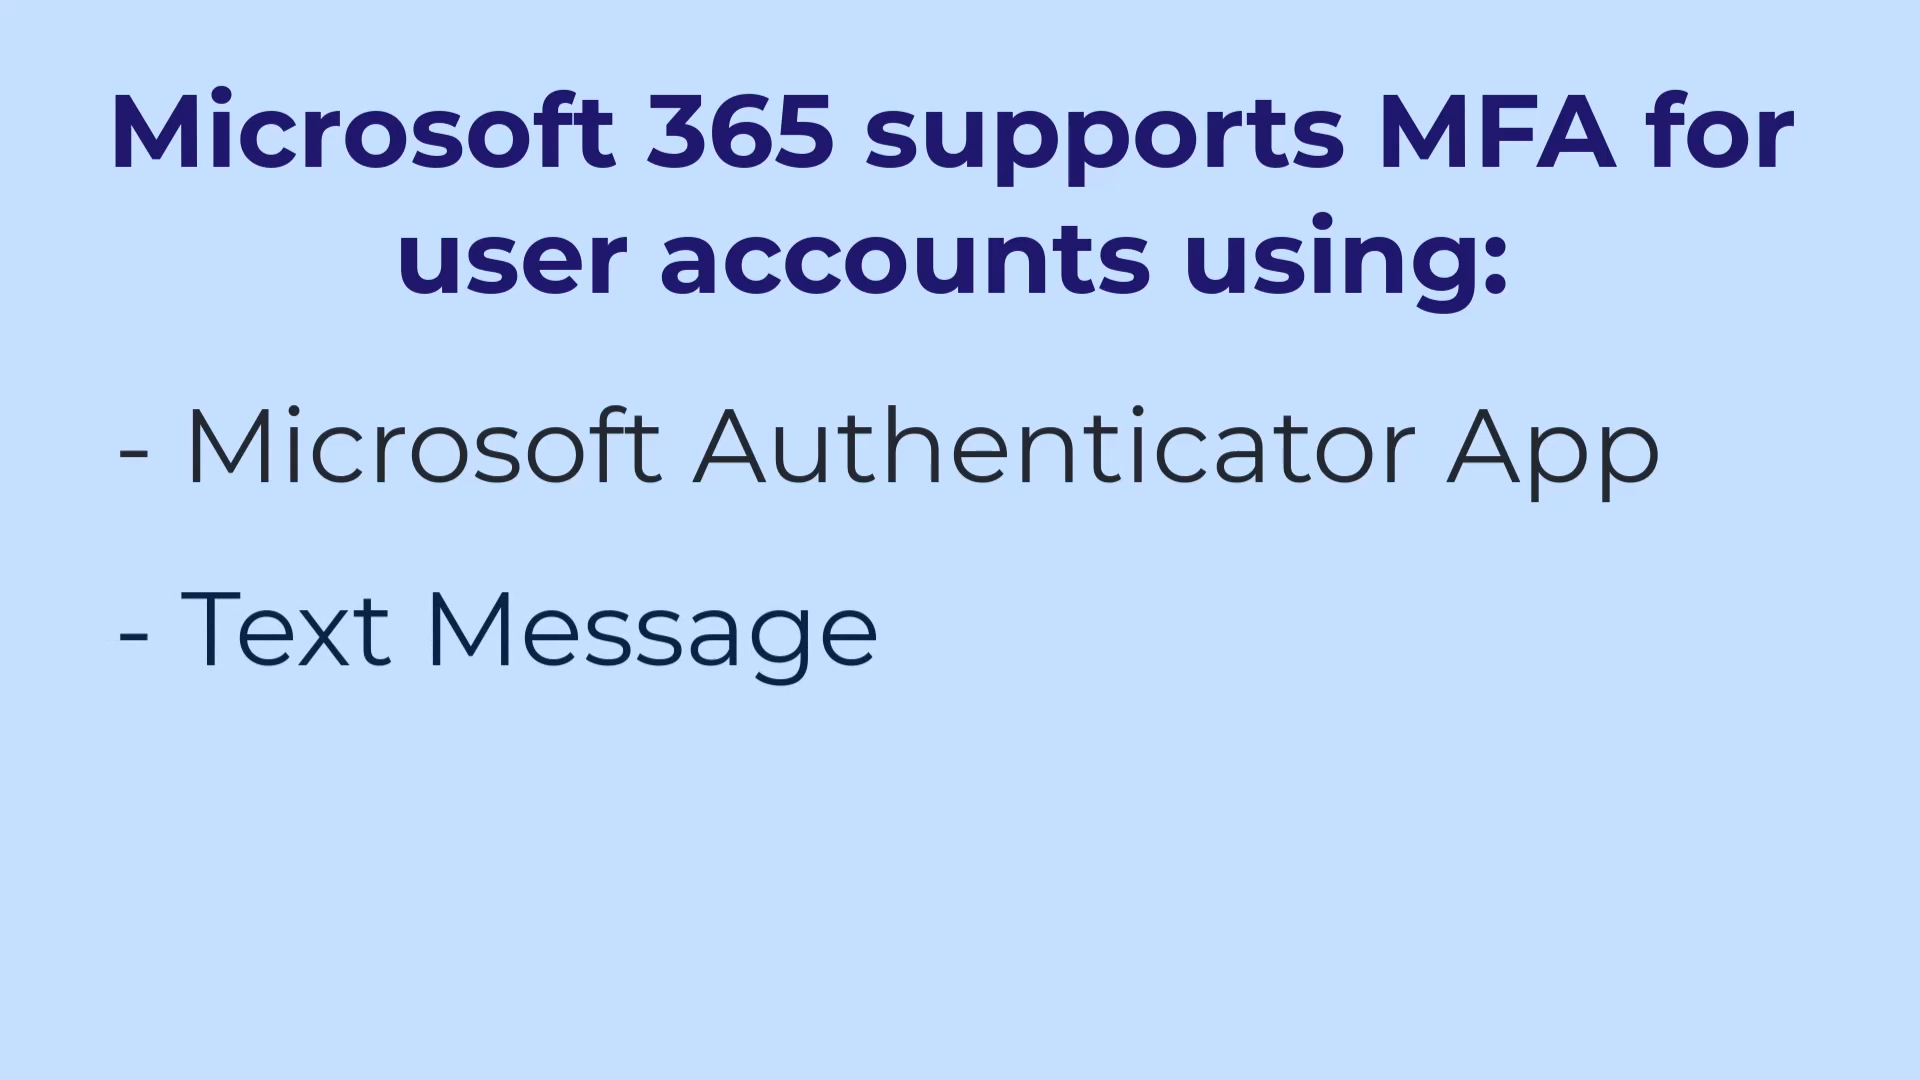 Microsoft 365 supports MFA for
user accounts using:
- Microsoft Authenticator App
- Text Message